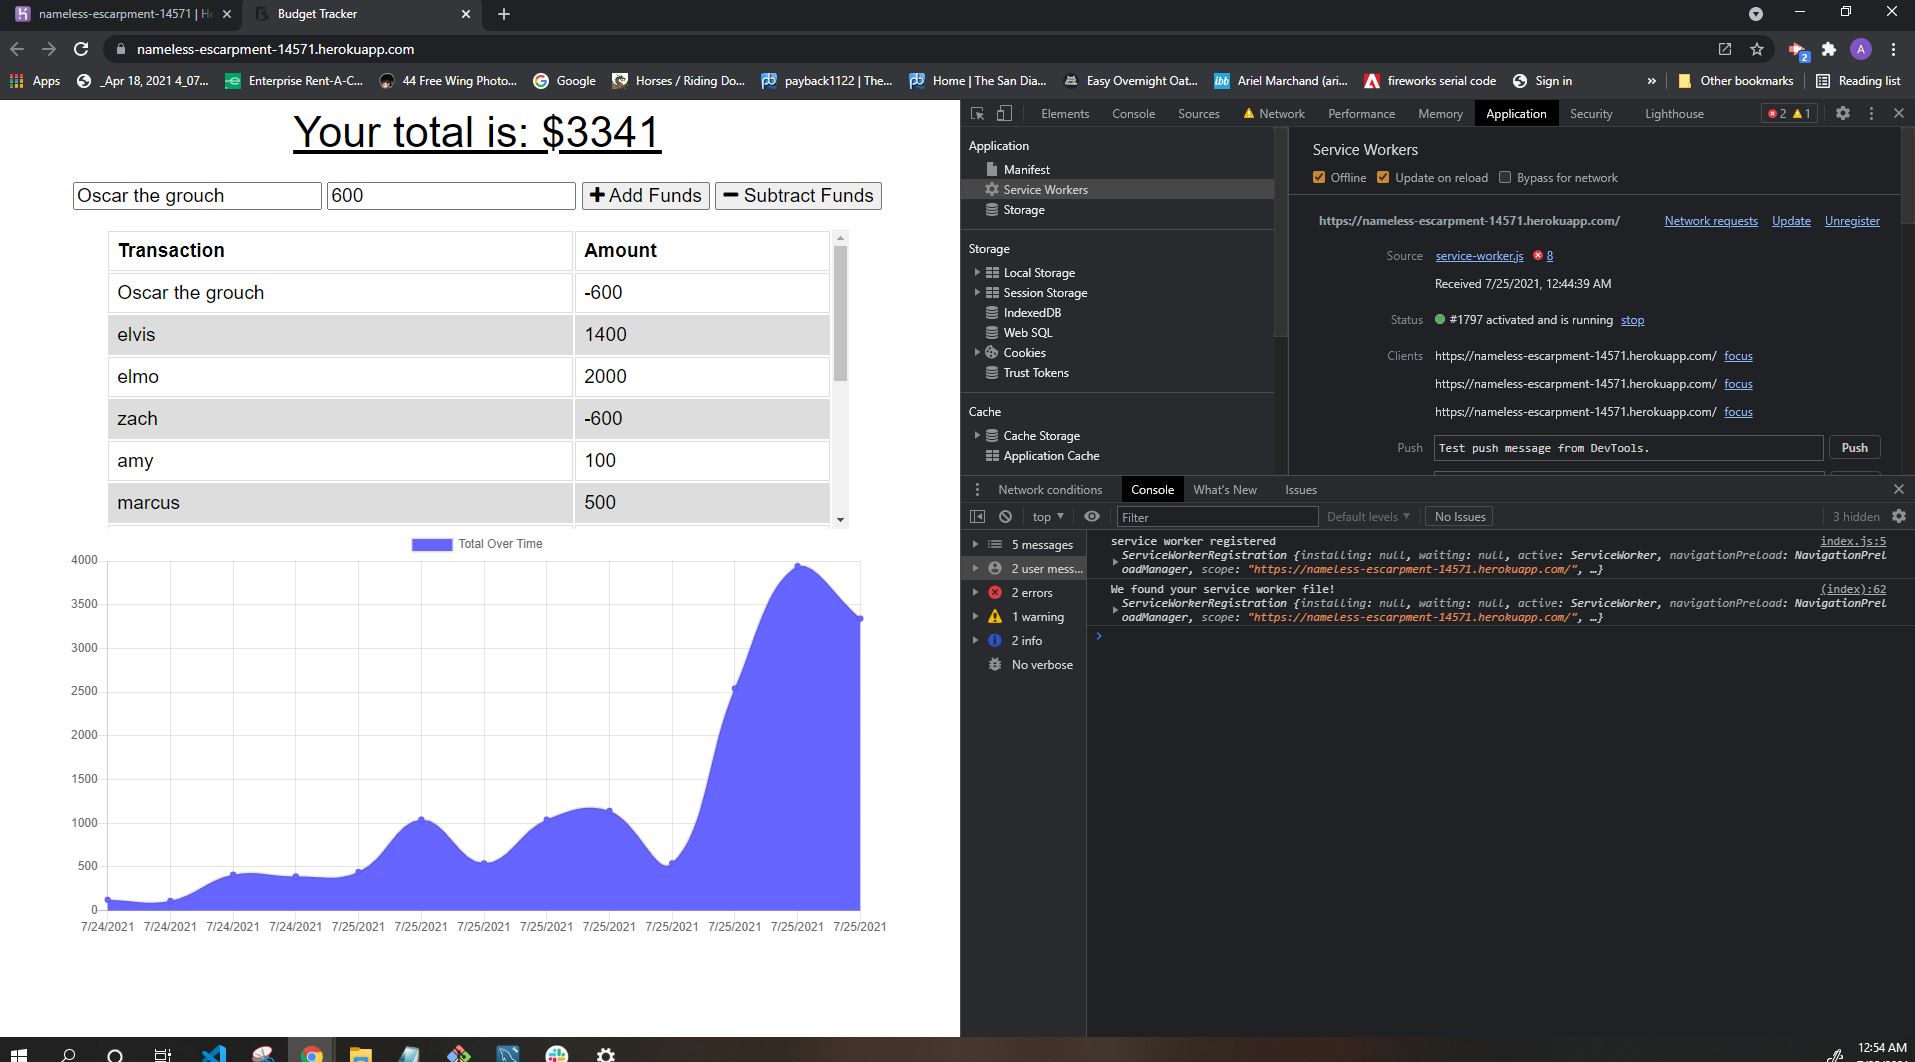 nameless-escarpment-14571 | He
Budget Tracker
nameless-escarpment-14571.herokuapp.com
A
2
Apps
_Apr 18, 2021 4_07...
Enterprise Rent-A-C...
44 Free Wing Photo...
Google
Horses / Riding Do...
payback1122 | The...
Home | The San Dia...
Easy Overnight Oat...
ibb
Ariel Marchand (ari...
fireworks serial code
Sign in
»
Other bookmarks
Reading list
Your total is: $3341
Oscar the grouch
600
+ Add Funds
− Subtract Funds
Transaction Amount
Oscar the grouch -600
elvis 1400
elmo 2000
zach -600
amy 100
marcus 500
Total Over Time
4000
3500
3000
2500
2000
1500
1000
500
0
7/24/2021 7/24/2021 7/24/2021 7/24/2021 7/25/2021 7/25/2021 7/25/2021 7/25/2021 7/25/2021 7/25/2021 7/25/2021 7/25/2021 7/25/2021
Elements Console Sources Network Performance Memory Application Security Lighthouse 2 1
Application
Manifest
Service Workers
Storage
Storage
Local Storage
Session Storage
IndexedDB
Web SQL
Cookies
Trust Tokens
Cache
Cache Storage
Application Cache
Service Workers
Offline Update on reload Bypass for network
https://nameless-escarpment-14571.herokuapp.com/ Network requests Update Unregister
Source service-worker.js 8
Received 7/25/2021, 12:44:39 AM
Status #1797 activated and is running stop
Clients https://nameless-escarpment-14571.herokuapp.com/ focus
https://nameless-escarpment-14571.herokuapp.com/ focus
https://nameless-escarpment-14571.herokuapp.com/ focus
Push Test push message from DevTools. Push
Network conditions Console What's New Issues
top Filter Default levels No Issues 3 hidden
5 messages
2 user mess...
2 errors
1 warning
2 info
No verbose
service worker registered index.js:5
ServiceWorkerRegistration {installing: null, waiting: null, active: ServiceWorker, navigationPreload: NavigationPrel
oadManager, scope: "https://nameless-escarpment-14571.herokuapp.com/", …}
We found your service worker file! (index):62
ServiceWorkerRegistration {installing: null, waiting: null, active: ServiceWorker, navigationPreload: NavigationPrel
oadManager, scope: "https://nameless-escarpment-14571.herokuapp.com/", …}
12:54 AM